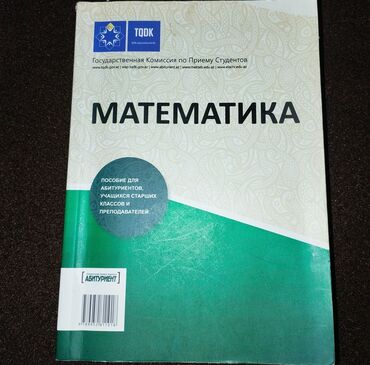 TQDK
Государственная Комиссия по Приему Студентов
МАТЕМАТИКА
ПОСОБИЕ ДЛЯ
АБИТУРИЕНТОВ,
УЧАЩИХСЯ СТАРШИХ
КЛАССОВ И
ПРЕПОДАВАТЕЛЕЙ
АБИТУРИЕНТ